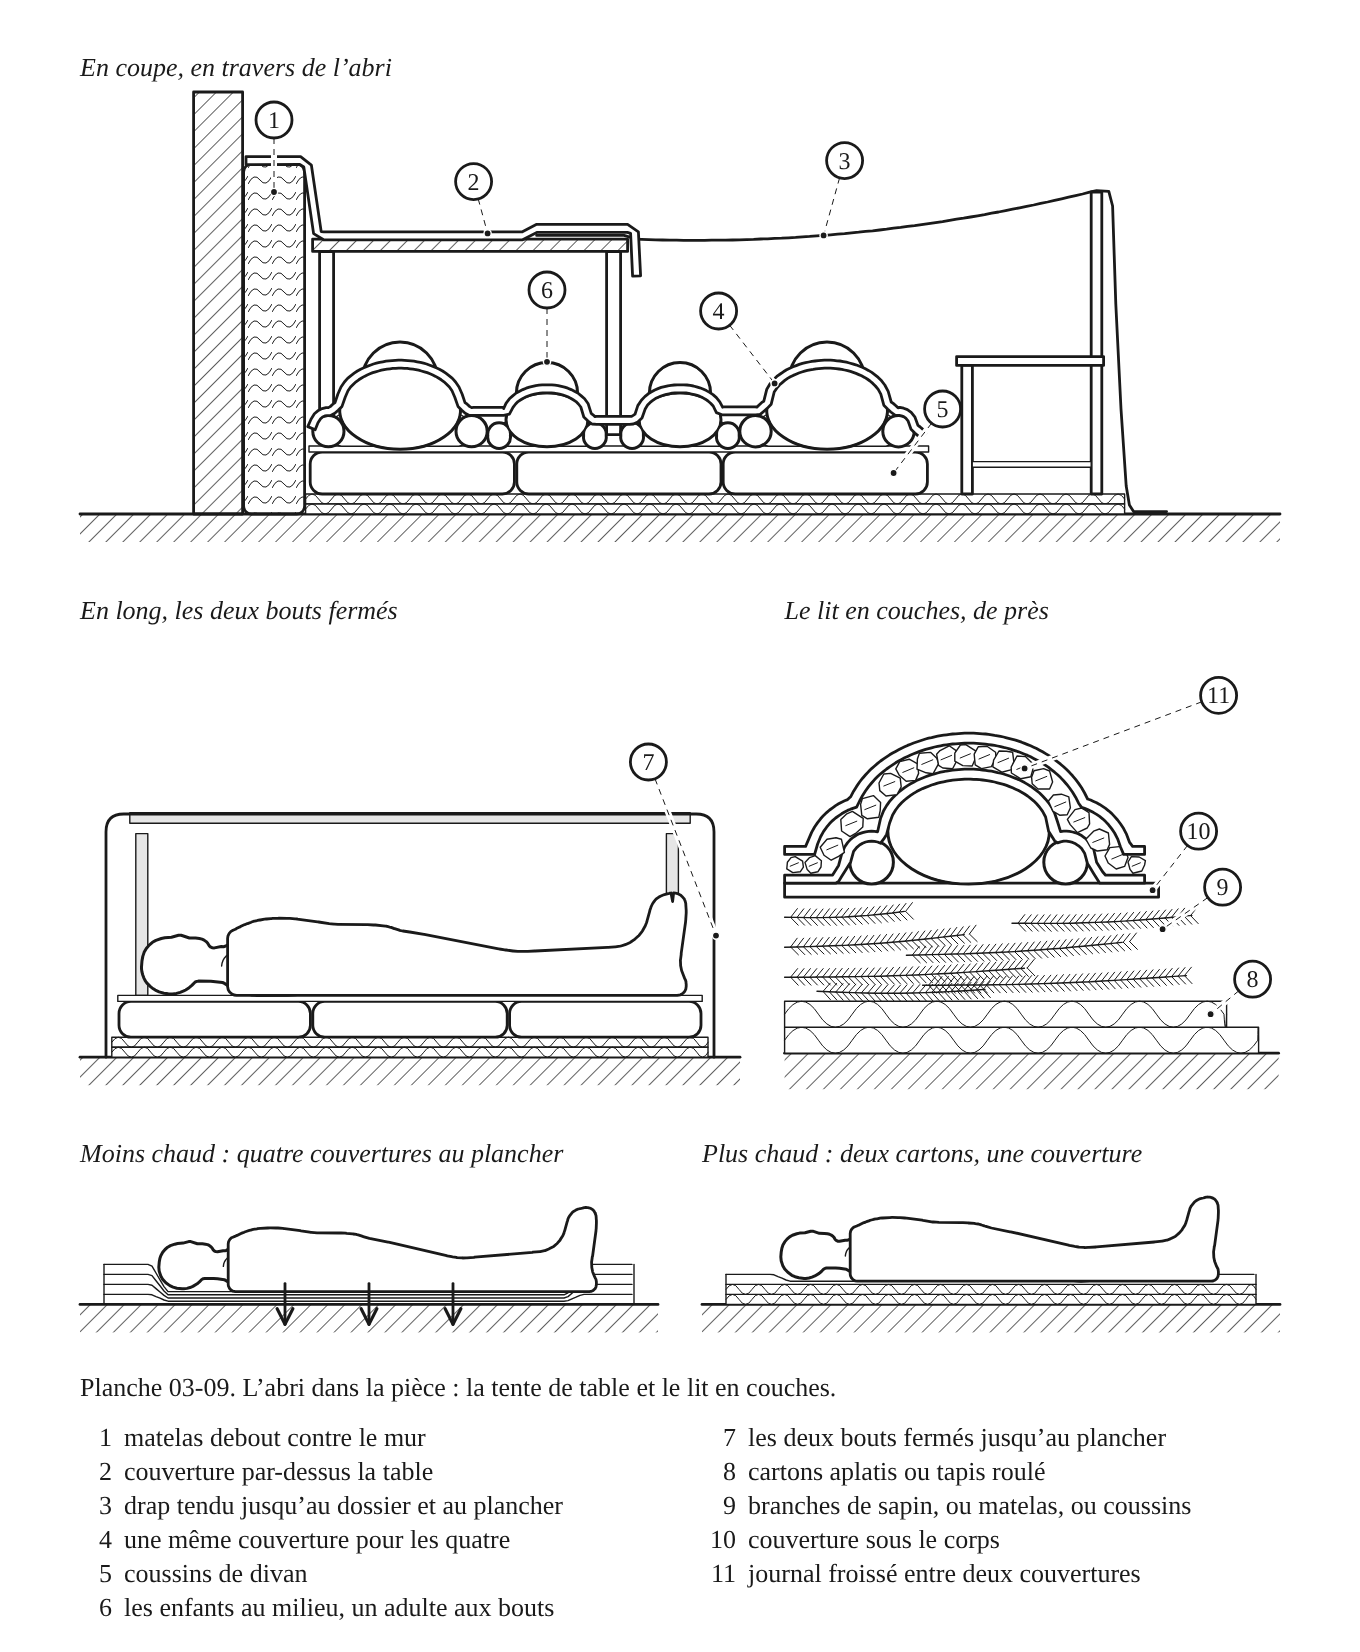 En coupe, en travers de l’abri
1
2
3
6
4
5
En long, les deux bouts fermés
Le lit en couches, de près
11
7
10
9
8
Moins chaud : quatre couvertures au plancher
Plus chaud : deux cartons, une couverture
Planche 03-09. L’abri dans la pièce : la tente de table et le lit en couches.
1 matelas debout contre le mur
2 couverture par-dessus la table
3 drap tendu jusqu’au dossier et au plancher
4 une même couverture pour les quatre
5 coussins de divan
6 les enfants au milieu, un adulte aux bouts
7 les deux bouts fermés jusqu’au plancher
8 cartons aplatis ou tapis roulé
9 branches de sapin, ou matelas, ou coussins
10 couverture sous le corps
11 journal froissé entre deux couvertures